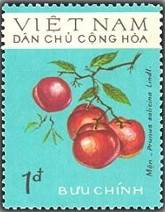 VIỆT NAM
DÂN CHỦ CỘNG HÒA
Mận - Prunus salicina Lindl.
1đ
BƯU CHÍNH